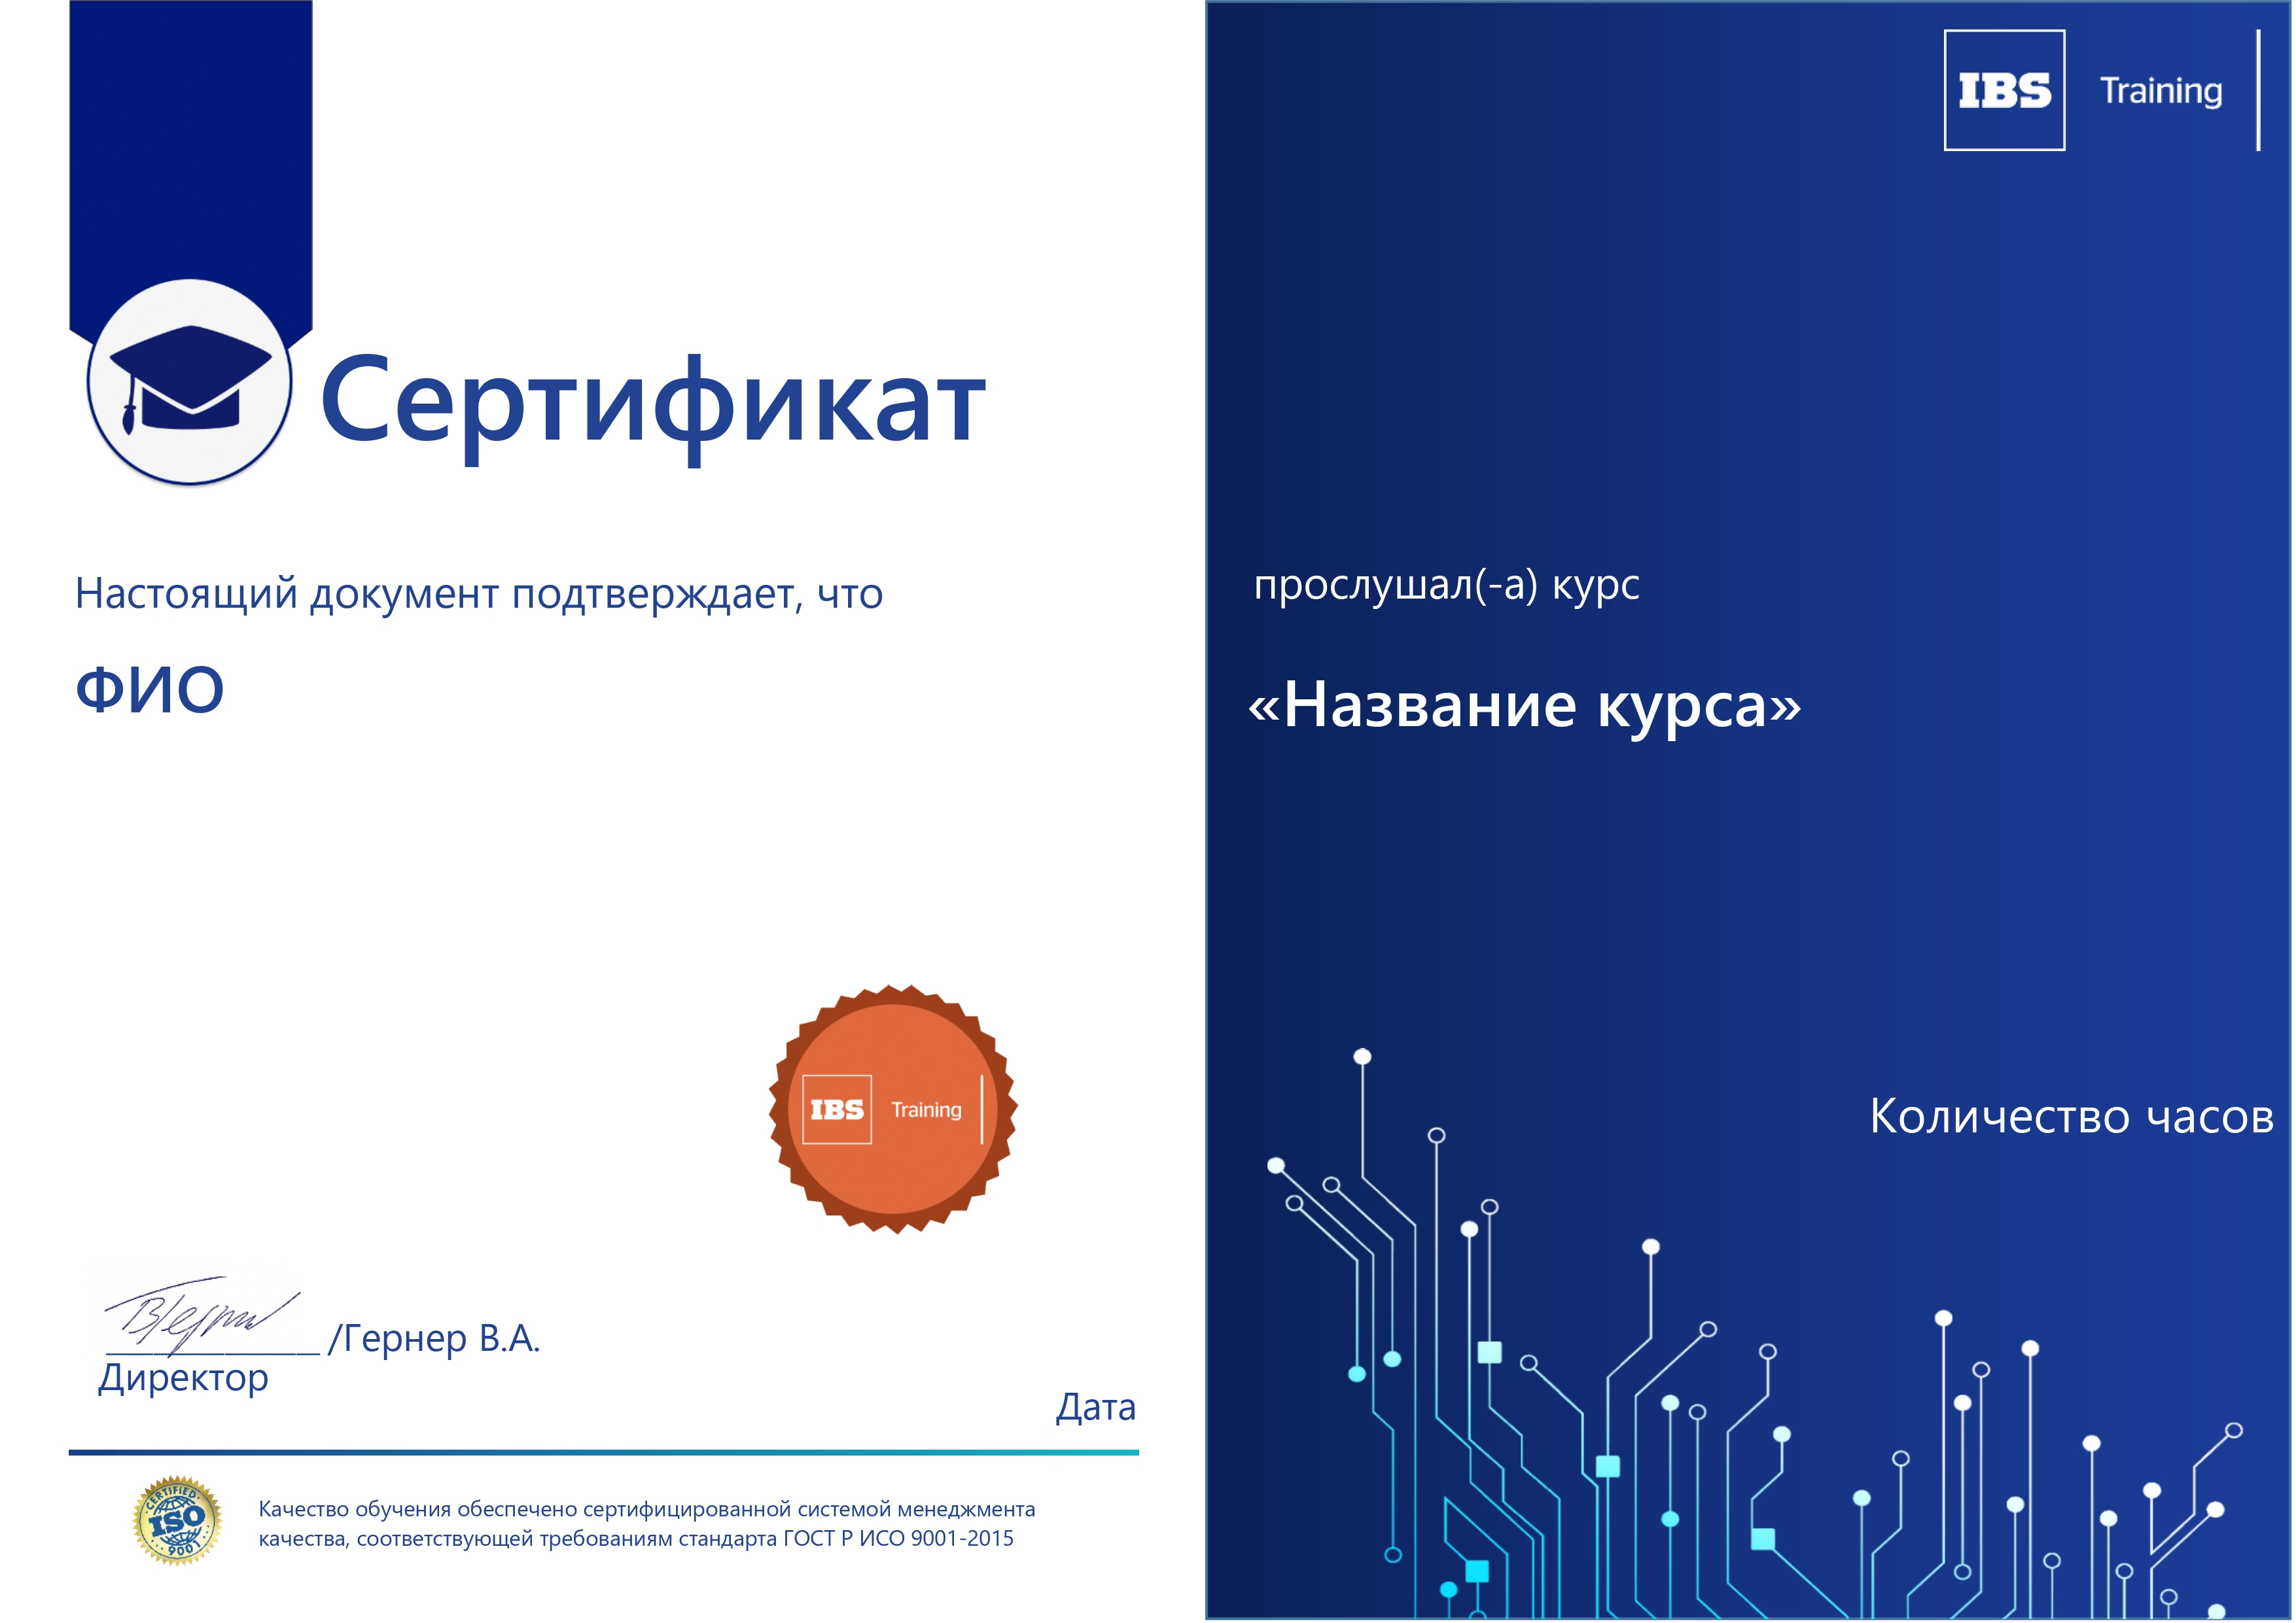 Сертификат
Настоящий документ подтверждает, что
ФИО
IBS Training
/Гернер В.А.
Директор
Дата
CERTIFIED
ISO
9001
Качество обучения обеспечено сертифицированной системой менеджмента
качества, соответствующей требованиям стандарта ГОСТ Р ИСО 9001-2015
IBS Training
прослушал(-а) курс
«Название курса»
Количество часов